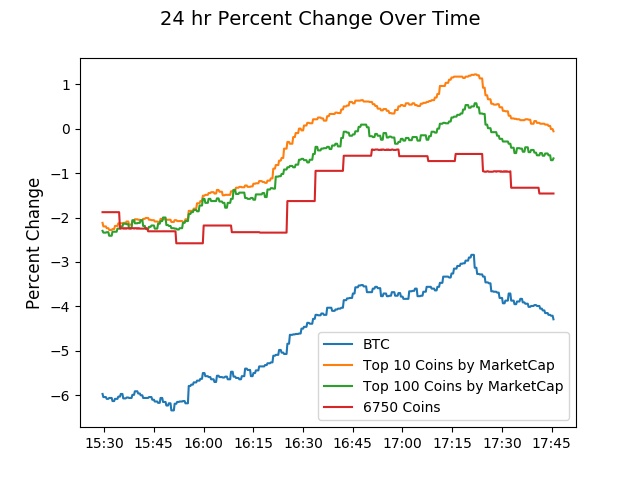 24 hr Percent Change Over Time
Percent Change
1
0
−1
−2
−3
−4
−5
−6
BTC
Top 10 Coins by MarketCap
Top 100 Coins by MarketCap
6750 Coins
15:30 15:45 16:00 16:15 16:30 16:45 17:00 17:15 17:30 17:45